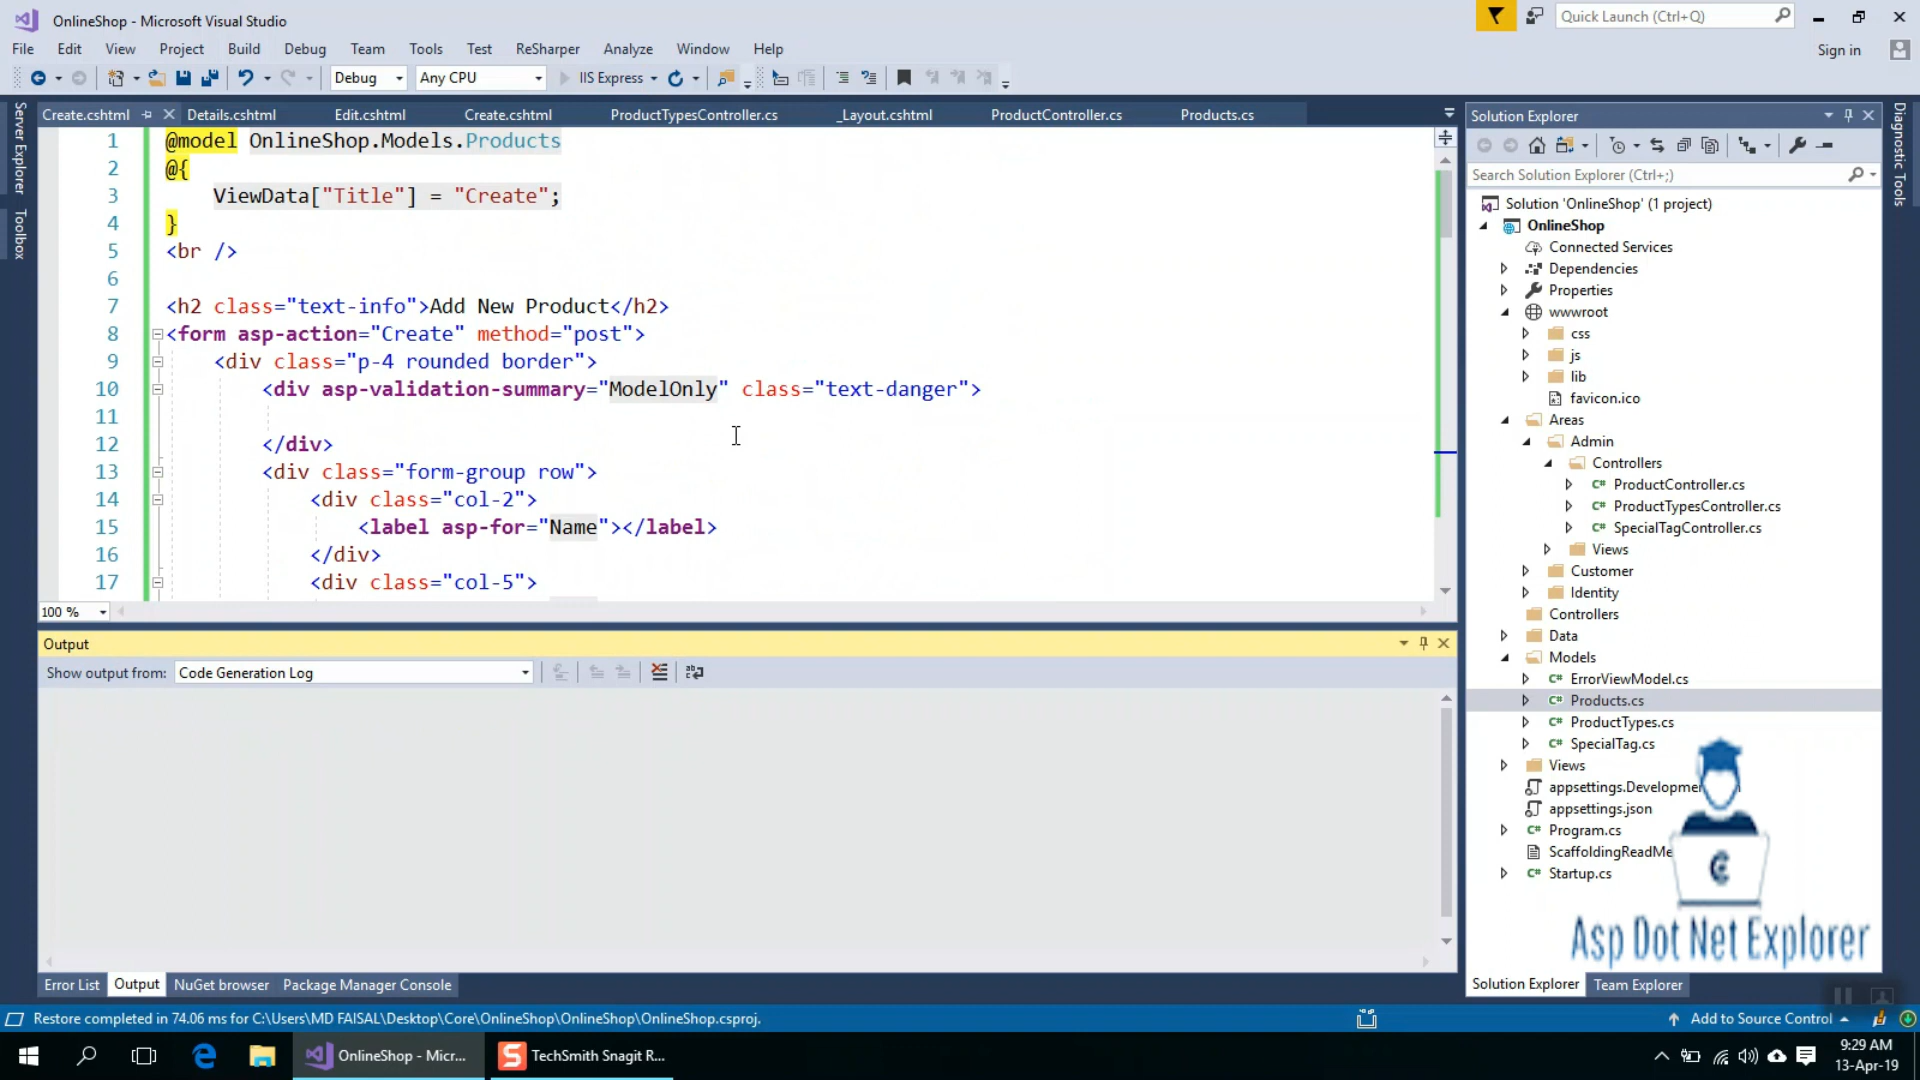 OnlineShop - Microsoft Visual Studio
Quick Launch (Ctrl+Q)
File Edit View Project Build Debug Team Tools Test ReSharper Analyze Window Help
Sign in
Debug Any CPU IIS Express
Server Explorer
Toolbox
Create.cshtml Details.cshtml Edit.cshtml Create.cshtml ProductTypesController.cs _Layout.cshtml ProductController.cs Products.cs
1 @model OnlineShop.Models.Products
2 @{
3 ViewData["Title"] = "Create";
4 }
5 <br />
6
7 <h2 class="text-info">Add New Product</h2>
8 <form asp-action="Create" method="post">
9 <div class="p-4 rounded border">
10 <div asp-validation-summary="ModelOnly" class="text-danger">
11
12 </div>
13 <div class="form-group row">
14 <div class="col-2">
15 <label asp-for="Name"></label>
16 </div>
17 <div class="col-5">
100 %
Output
Show output from: Code Generation Log
Error List Output NuGet browser Package Manager Console
Solution Explorer
Search Solution Explorer (Ctrl+;)
Solution 'OnlineShop' (1 project)
OnlineShop
Connected Services
Dependencies
Properties
wwwroot
css
js
lib
favicon.ico
Areas
Admin
Controllers
ProductController.cs
ProductTypesController.cs
SpecialTagController.cs
Views
Customer
Identity
Controllers
Data
Models
ErrorViewModel.cs
Products.cs
ProductTypes.cs
SpecialTag.cs
Views
appsettings.Developmen
appsettings.json
Program.cs
ScaffoldingReadMe
Startup.cs
Asp Dot Net Explorer
Solution Explorer Team Explorer
Diagnostic Tools
Restore completed in 74.06 ms for C:\Users\MD FAISAL\Desktop\Core\OnlineShop\OnlineShop\OnlineShop.csproj.
Add to Source Control
OnlineShop - Micr...
TechSmith Snagit R...
9:29 AM
13-Apr-19